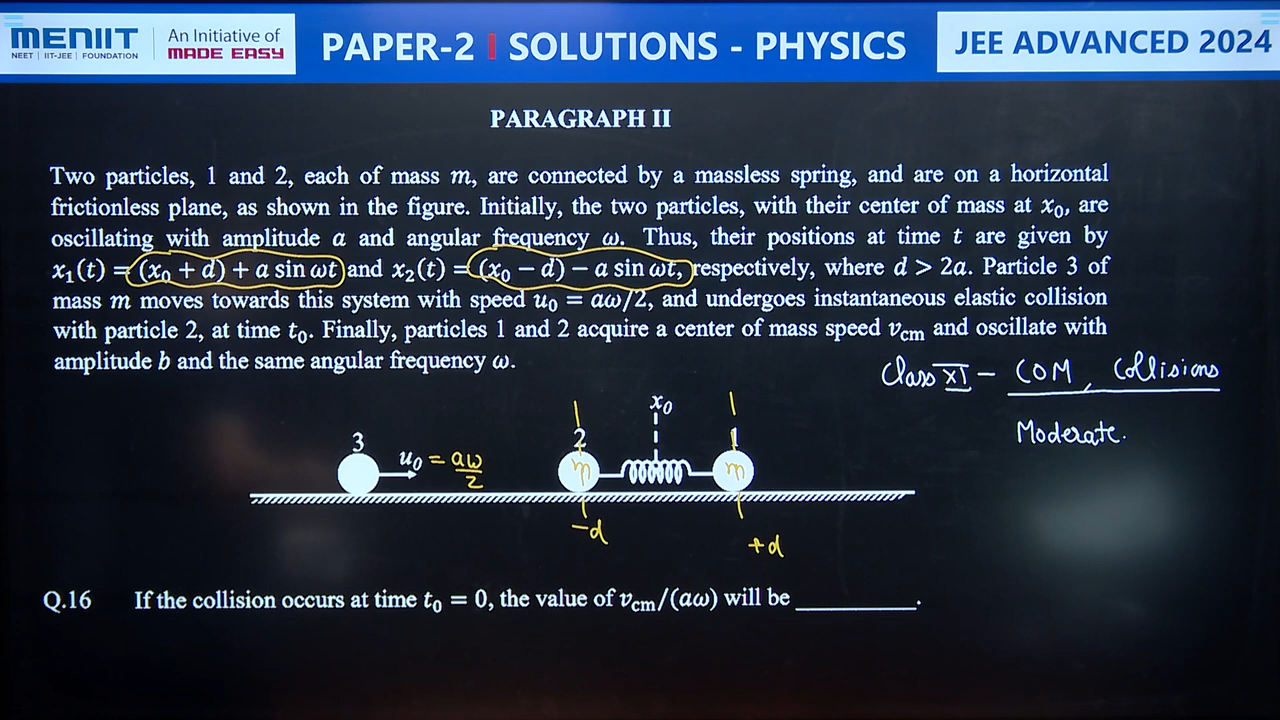 MENIIT
NEET | IIT-JEE | FOUNDATION
An Initiative of
MADE EASY
PAPER-2 | SOLUTIONS - PHYSICS
JEE ADVANCED 2024
PARAGRAPH II
Two particles, 1 and 2, each of mass m, are connected by a massless spring, and are on a horizontal
frictionless plane, as shown in the figure. Initially, the two particles, with their center of mass at x₀, are
oscillating with amplitude a and angular frequency ω. Thus, their positions at time t are given by
x₁(t) = (x₀ + d) + a sin ωt and x₂(t) = (x₀ − d) − a sin ωt, respectively, where d > 2a. Particle 3 of
mass m moves towards this system with speed u₀ = aω/2, and undergoes instantaneous elastic collision
with particle 2, at time t₀. Finally, particles 1 and 2 acquire a center of mass speed v_cm and oscillate with
amplitude b and the same angular frequency ω.
Class XI - COM, Collisions
Moderate.
x₀
3
2
1
u₀ = aω/2
m
m
-d
+d
Q.16 If the collision occurs at time t₀ = 0, the value of v_cm/(aω) will be ________.